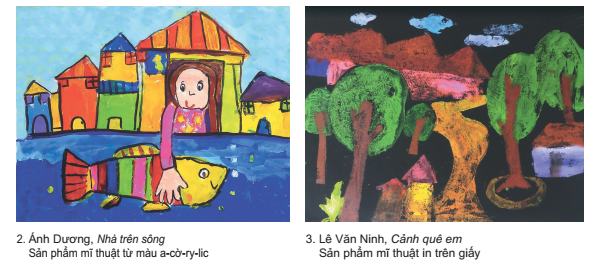 2. Ánh Dương, Nhà trên sông
Sản phẩm mĩ thuật từ màu a-cờ-ry-lic
3. Lê Văn Ninh, Cảnh quê em
Sản phẩm mĩ thuật in trên giấy